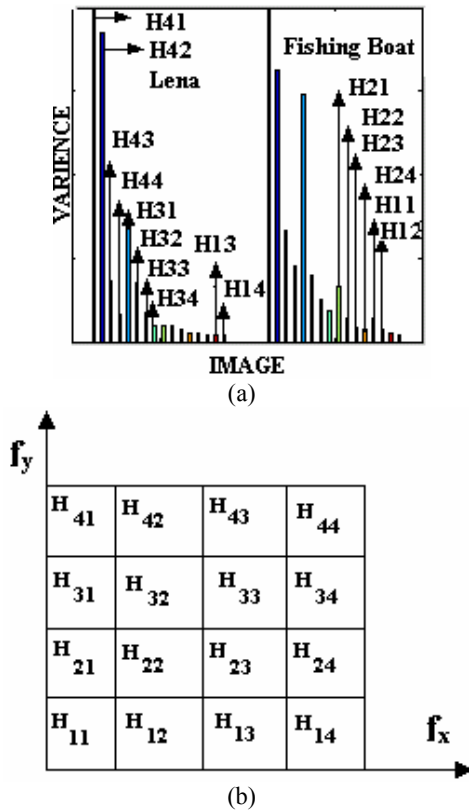 H41
H42
Lena
Fishing Boat
H43
H44
H31
H32
H33
H34
H13
H14
H21
H22
H23
H24
H11
H12
VARIENCE
IMAGE
(a)
fy
H41 H42 H43 H44
H31 H32 H33 H34
H21 H22 H23 H24
H11 H12 H13 H14
fx
(b)